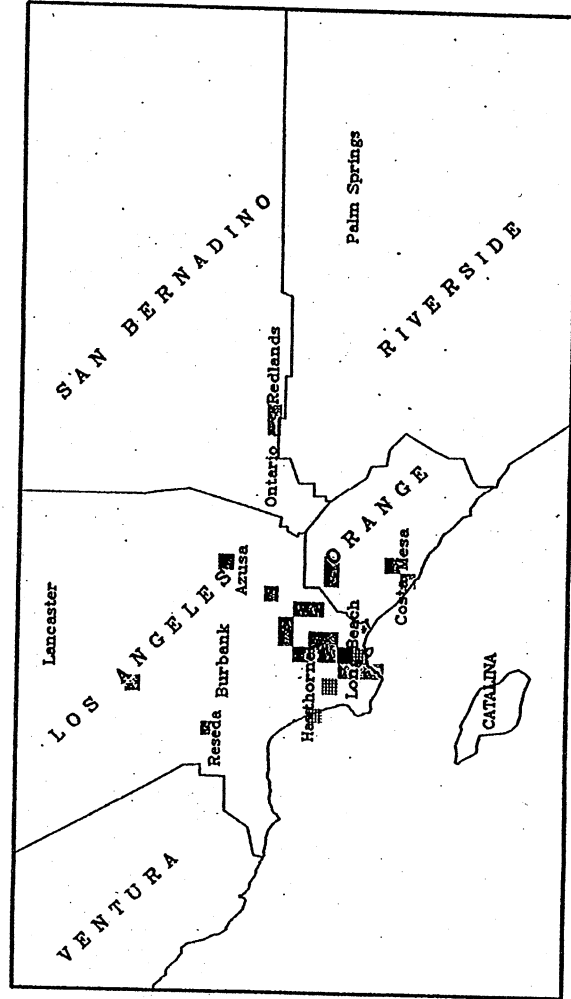 SAN BERNADINO
Lancaster
LOS ANGELES
Azusa
Burbank
Reseda
VENTURA
Ontario
Redlands
Palm Springs
RIVERSIDE
ORANGE
Hawthorne
Long Beach
Costa Mesa
CATALINA